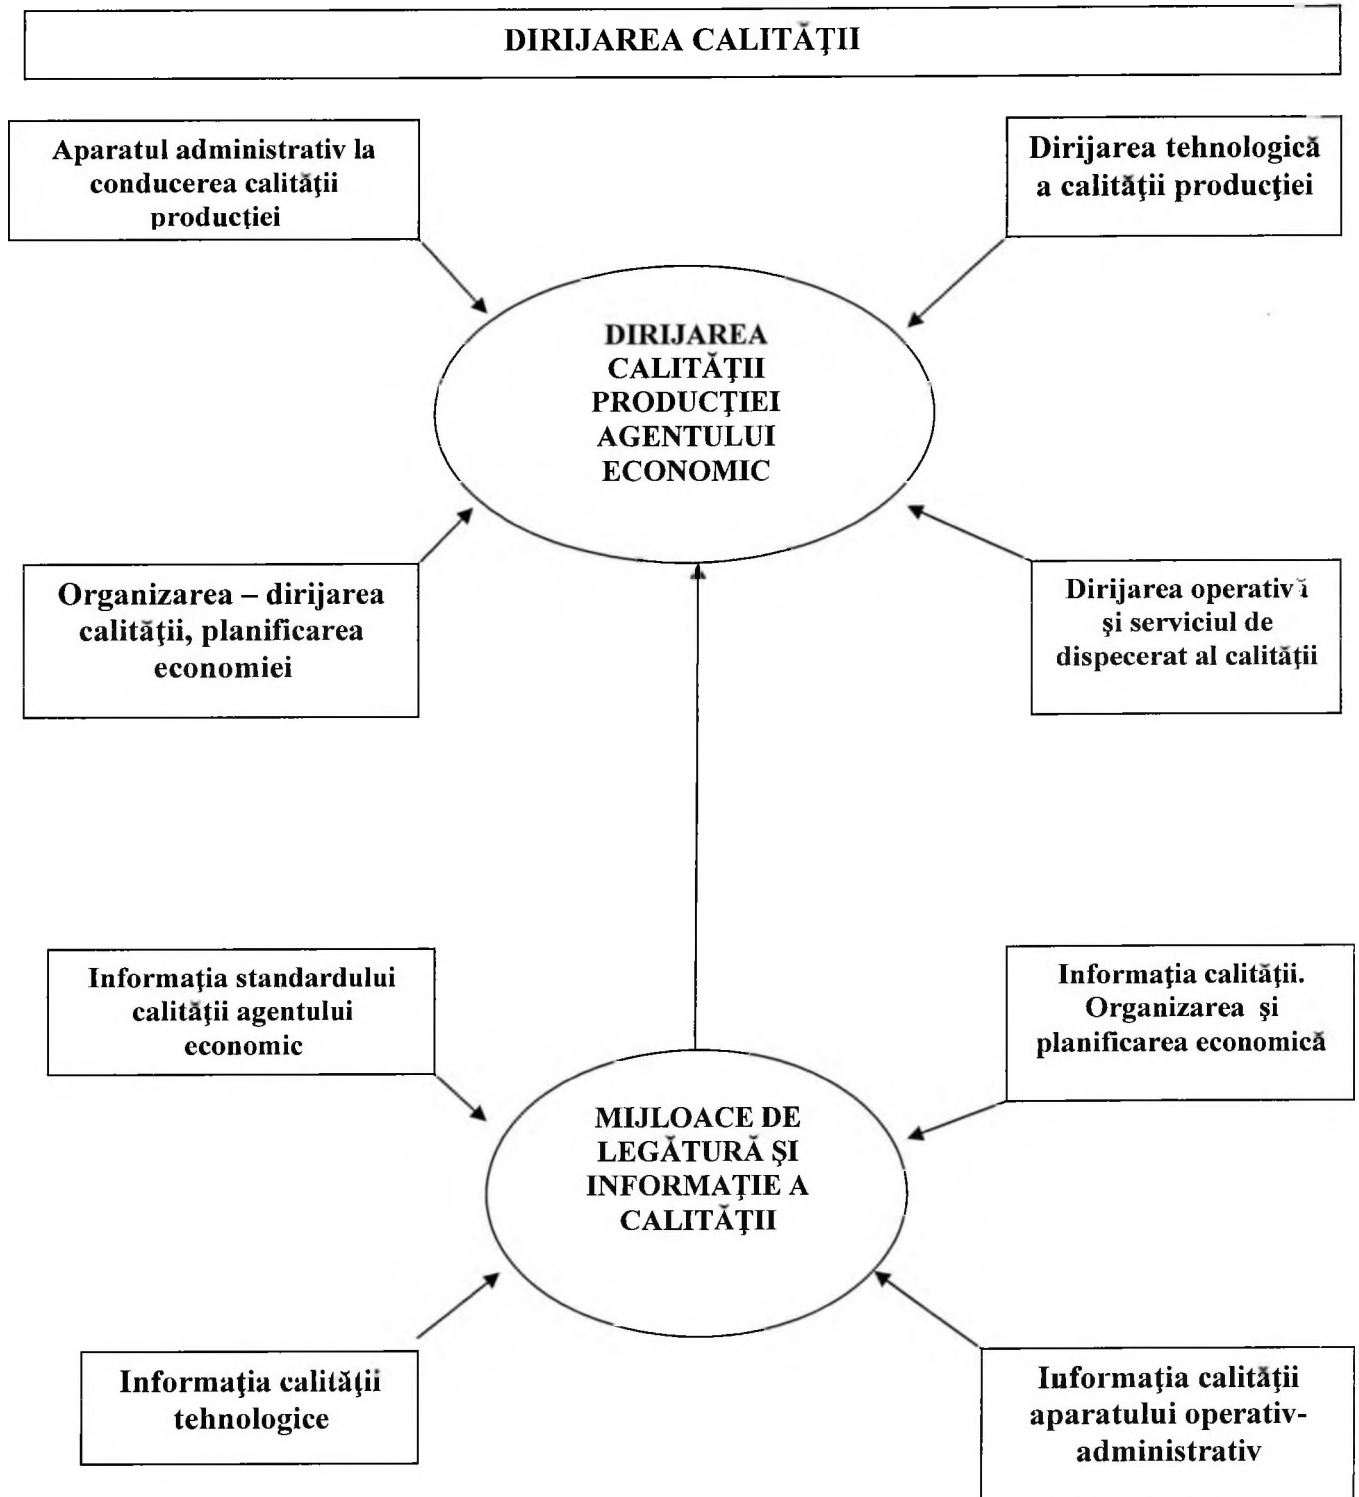 DIRIJAREA CALITĂŢII
Aparatul administrativ la
conducerea calităţii
producţiei
Dirijarea tehnologică
a calităţii producţiei
DIRIJAREA
CALITĂŢII
PRODUCŢIEI
AGENTULUI
ECONOMIC
Organizarea – dirijarea
calităţii, planificarea
economiei
Dirijarea operativă
şi serviciul de
dispecerat al calităţii
Informaţia standardului
calităţii agentului
economic
Informaţia calităţii.
Organizarea şi
planificarea economică
MIJLOACE DE
LEGĂTURĂ ŞI
INFORMAŢIE A
CALITĂŢII
Informaţia calităţii
tehnologice
Informaţia calităţii
aparatului operativ-
administrativ